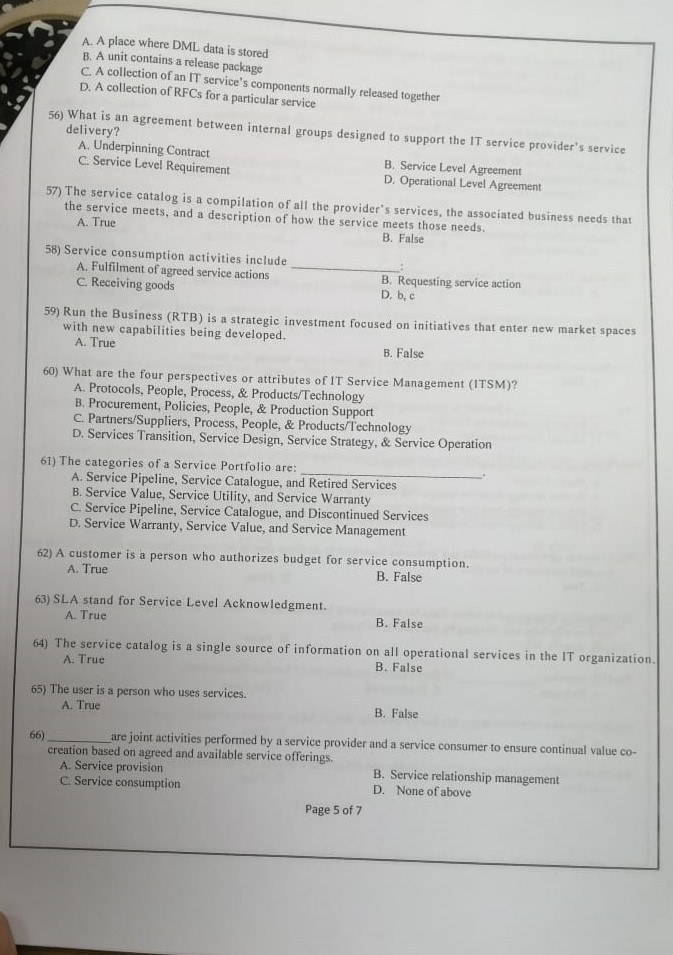 A. A place where DML data is stored
B. A unit contains a release package
C. A collection of an IT service's components normally released together
D. A collection of RFCs for a particular service
56) What is an agreement between internal groups designed to support the IT service provider's service
delivery?
A. Underpinning Contract
B. Service Level Agreement
C. Service Level Requirement
D. Operational Level Agreement
57) The service catalog is a compilation of all the provider's services, the associated business needs that
the service meets, and a description of how the service meets those needs.
A. True
B. False
58) Service consumption activities include ____________:
A. Fulfilment of agreed service actions
B. Requesting service action
C. Receiving goods
D. b, c
59) Run the Business (RTB) is a strategic investment focused on initiatives that enter new market spaces
with new capabilities being developed.
A. True
B. False
60) What are the four perspectives or attributes of IT Service Management (ITSM)?
A. Protocols, People, Process, & Products/Technology
B. Procurement, Policies, People, & Production Support
C. Partners/Suppliers, Process, People, & Products/Technology
D. Services Transition, Service Design, Service Strategy, & Service Operation
61) The categories of a Service Portfolio are: ____________________.
A. Service Pipeline, Service Catalogue, and Retired Services
B. Service Value, Service Utility, and Service Warranty
C. Service Pipeline, Service Catalogue, and Discontinued Services
D. Service Warranty, Service Value, and Service Management
62) A customer is a person who authorizes budget for service consumption.
A. True
B. False
63) SLA stand for Service Level Acknowledgment.
A. True
B. False
64) The service catalog is a single source of information on all operational services in the IT organization.
A. True
B. False
65) The user is a person who uses services.
A. True
B. False
66) ________are joint activities performed by a service provider and a service consumer to ensure continual value co-
creation based on agreed and available service offerings.
A. Service provision
B. Service relationship management
C. Service consumption
D. None of above
Page 5 of 7